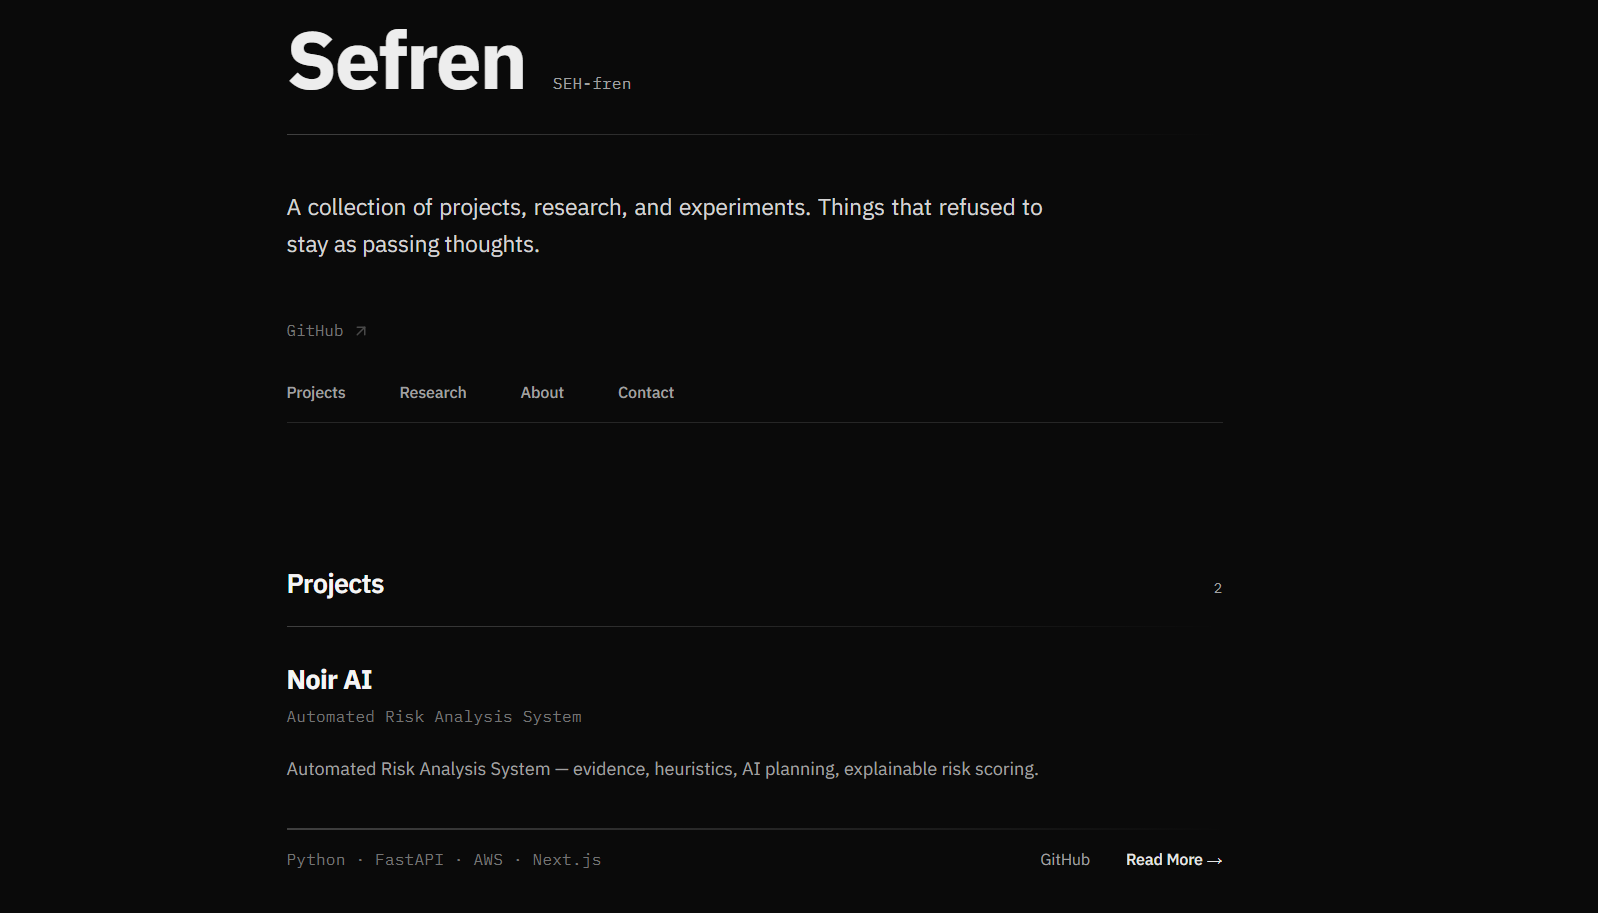 Sefren SEH-fren
A collection of projects, research, and experiments. Things that refused to
stay as passing thoughts.
GitHub ↗
Projects Research About Contact
Projects 2
Noir AI
Automated Risk Analysis System
Automated Risk Analysis System — evidence, heuristics, AI planning, explainable risk scoring.
Python · FastAPI · AWS · Next.js GitHub Read More →